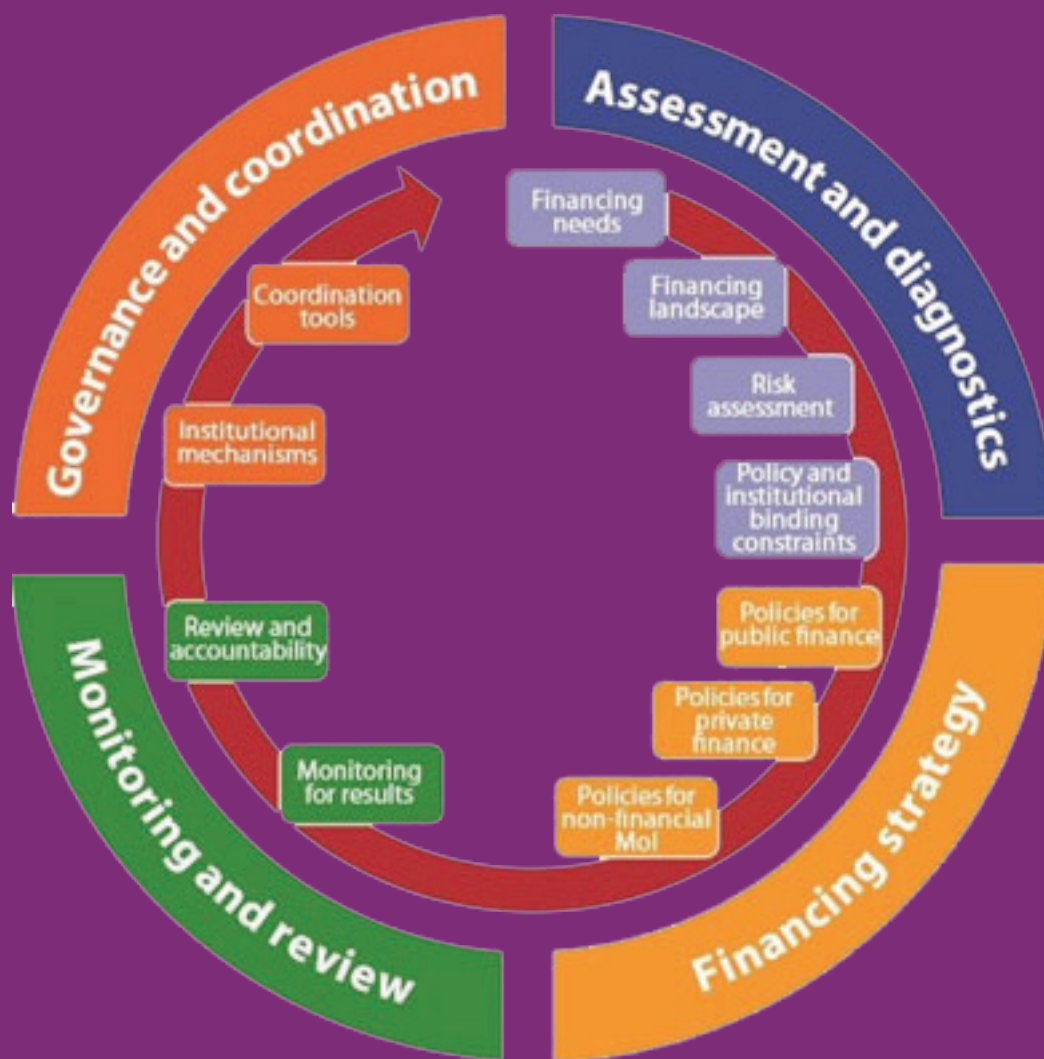 Governance and coordination
Assessment and diagnostics
Financing
needs
Financing
landscape
Risk
assessment
Policy and
institutional
binding
constraints
Policies for
public finance
Policies for
private
finance
Policies for
non-financial
MoI
Financing strategy
Monitoring
for results
Review and
accountability
Monitoring and review
Institutional
mechanisms
Coordination
tools